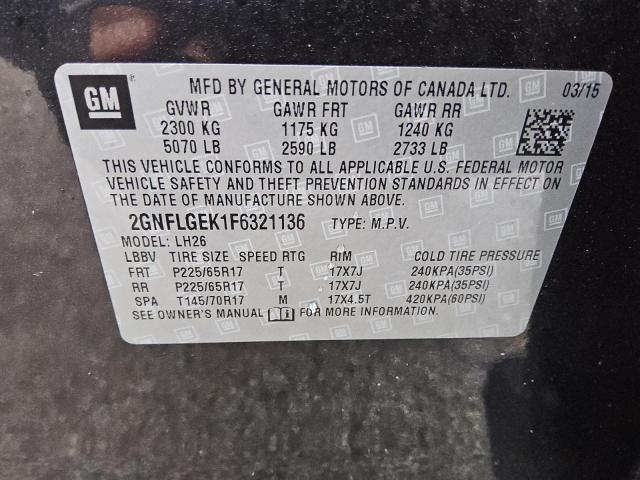 GM
MFD BY GENERAL MOTORS OF CANADA LTD. 03/15
GVWR GAWR FRT GAWR RR
2300 KG 1175 KG 1240 KG
5070 LB 2590 LB 2733 LB
THIS VEHICLE CONFORMS TO ALL APPLICABLE U.S. FEDERAL MOTOR
VEHICLE SAFETY AND THEFT PREVENTION STANDARDS IN EFFECT ON
THE DATE OF MANUFACTURE SHOWN ABOVE.
2GNFLGEK1F6321136 TYPE: M.P.V.
MODEL: LH26
LBBV TIRE SIZE SPEED RTG RIM COLD TIRE PRESSURE
FRT P225/65R17 T 17X7J 240KPA(35PSI)
RR P225/65R17 T 17X7J 240KPA(35PSI)
SPA T145/70R17 M 17X4.5T 420KPA(60PSI)
SEE OWNER'S MANUAL FOR MORE INFORMATION.